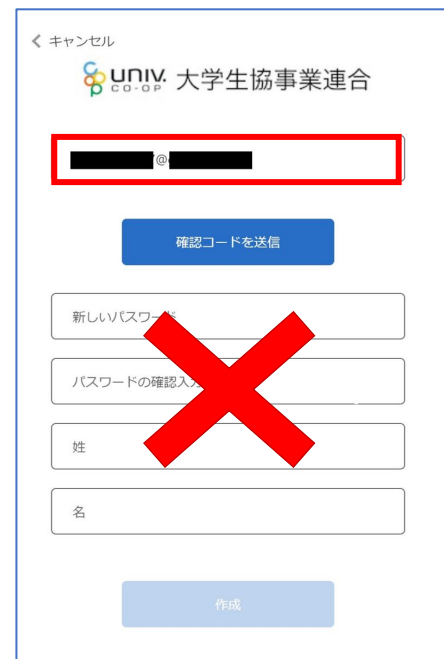 キャンセル
UNIV. CO-OP 大学生協事業連合
@
確認コードを送信
新しいパスワード
パスワードの確認入力
姓
名
作成